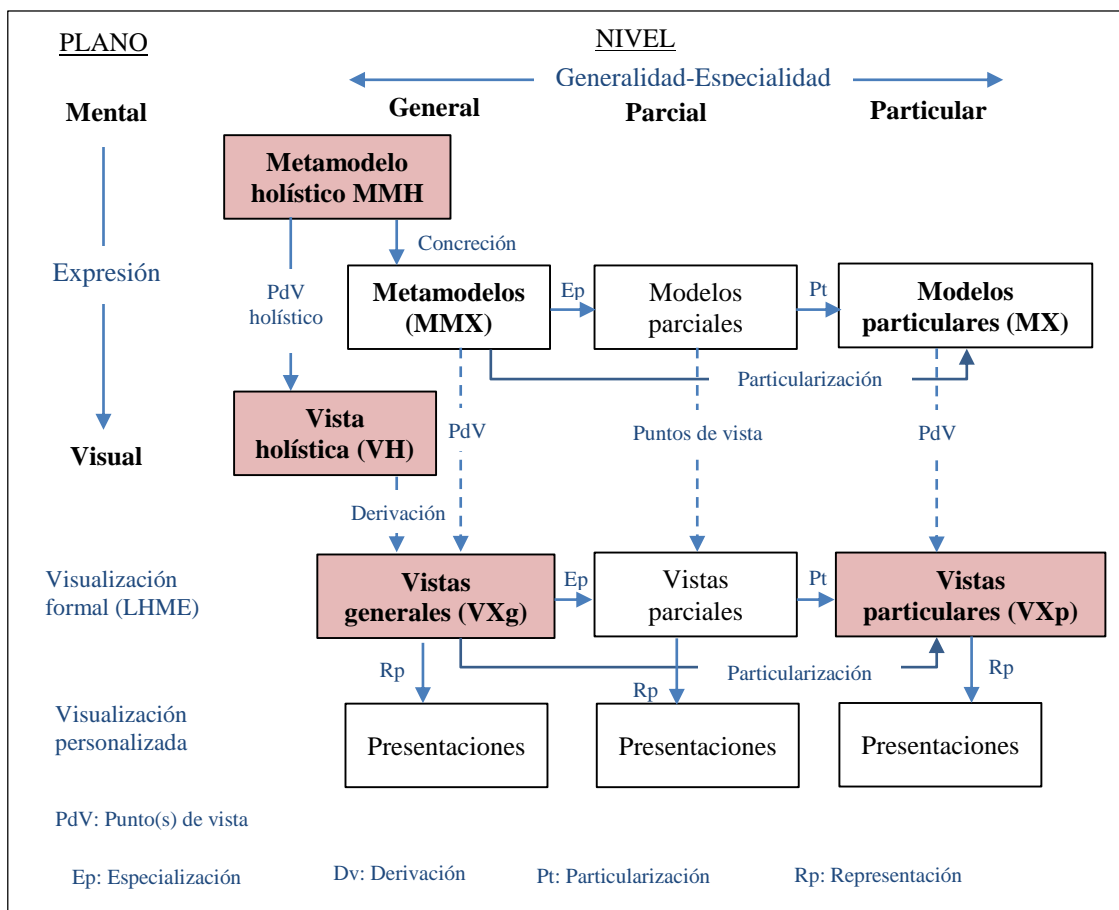 PLANO
NIVEL
Generalidad-Especialidad
Mental
General
Parcial
Particular
Metamodelo
holístico MMH
Concreción
Expresión
PdV
holístico
Metamodelos
(MMX)
Ep
Modelos
parciales
Pt
Modelos
particulares (MX)
Particularización
Vista
holística (VH)
PdV
Puntos de vista
PdV
Visual
Derivación
Visualización
formal (LHME)
Vistas
generales (VXg)
Ep
Vistas
parciales
Pt
Vistas
particulares (VXp)
Rp
Rp
Particularización
Rp
Visualización
personalizada
Presentaciones
Presentaciones
Presentaciones
PdV: Punto(s) de vista
Ep: Especialización
Dv: Derivación
Pt: Particularización
Rp: Representación